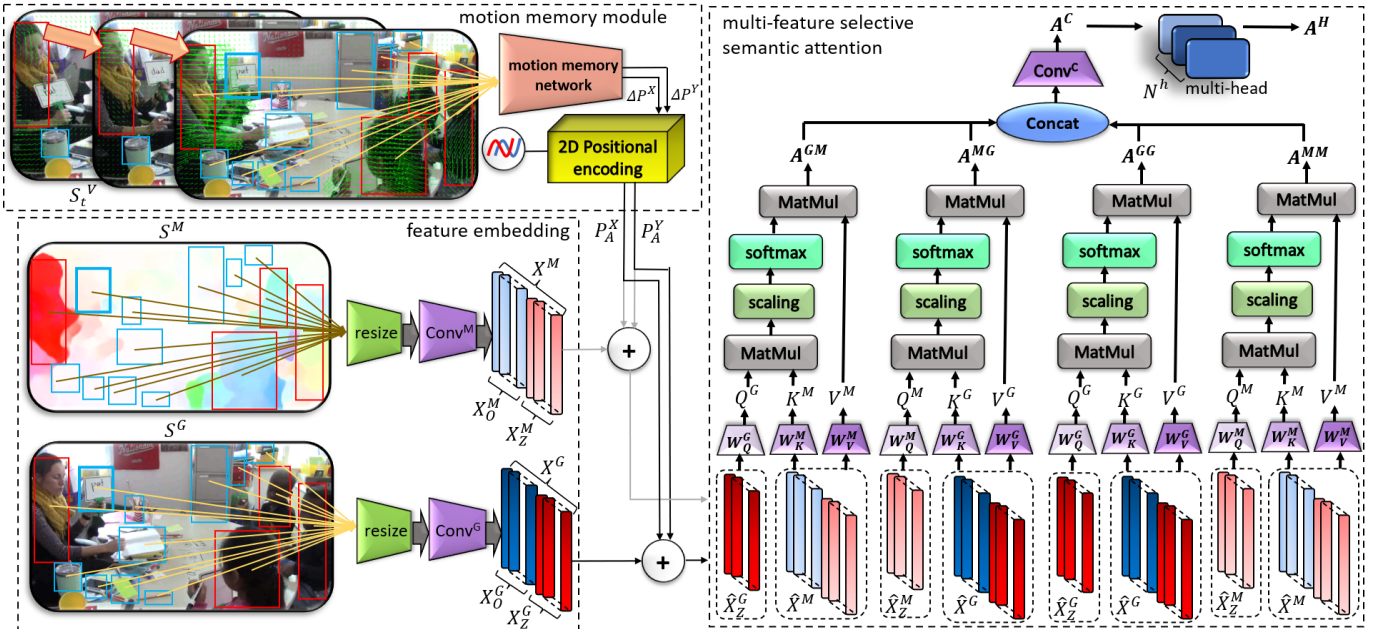 motion memory module
motion memory
network
ΔP^X
ΔP^Y
2D Positional
encoding
S_t^V
put
dud
P_A^X
P_A^Y
feature embedding
S^M
resize
Conv^M
X^M
X_O^M
X_Z^M
+
S^G
put
resize
Conv^G
X^G
X_O^G
X_Z^G
+
multi-feature selective
semantic attention
A^C
A^H
Conv^C
N^h
multi-head
Concat
A^GM
A^MG
A^GG
A^MM
MatMul
MatMul
MatMul
MatMul
softmax
softmax
softmax
softmax
scaling
scaling
scaling
scaling
MatMul
MatMul
MatMul
MatMul
Q^G K^M V^M
Q^M K^G V^G
Q^G K^G V^G
Q^M K^M V^M
W_Q^G W_K^M W_V^M
W_Q^M W_K^G W_V^G
W_Q^G W_K^G W_V^G
W_Q^M W_K^M W_V^M
X̂_Z^G X̂^M
X̂_Z^M X̂^G
X̂_Z^G X̂^G
X̂_Z^M X̂^M